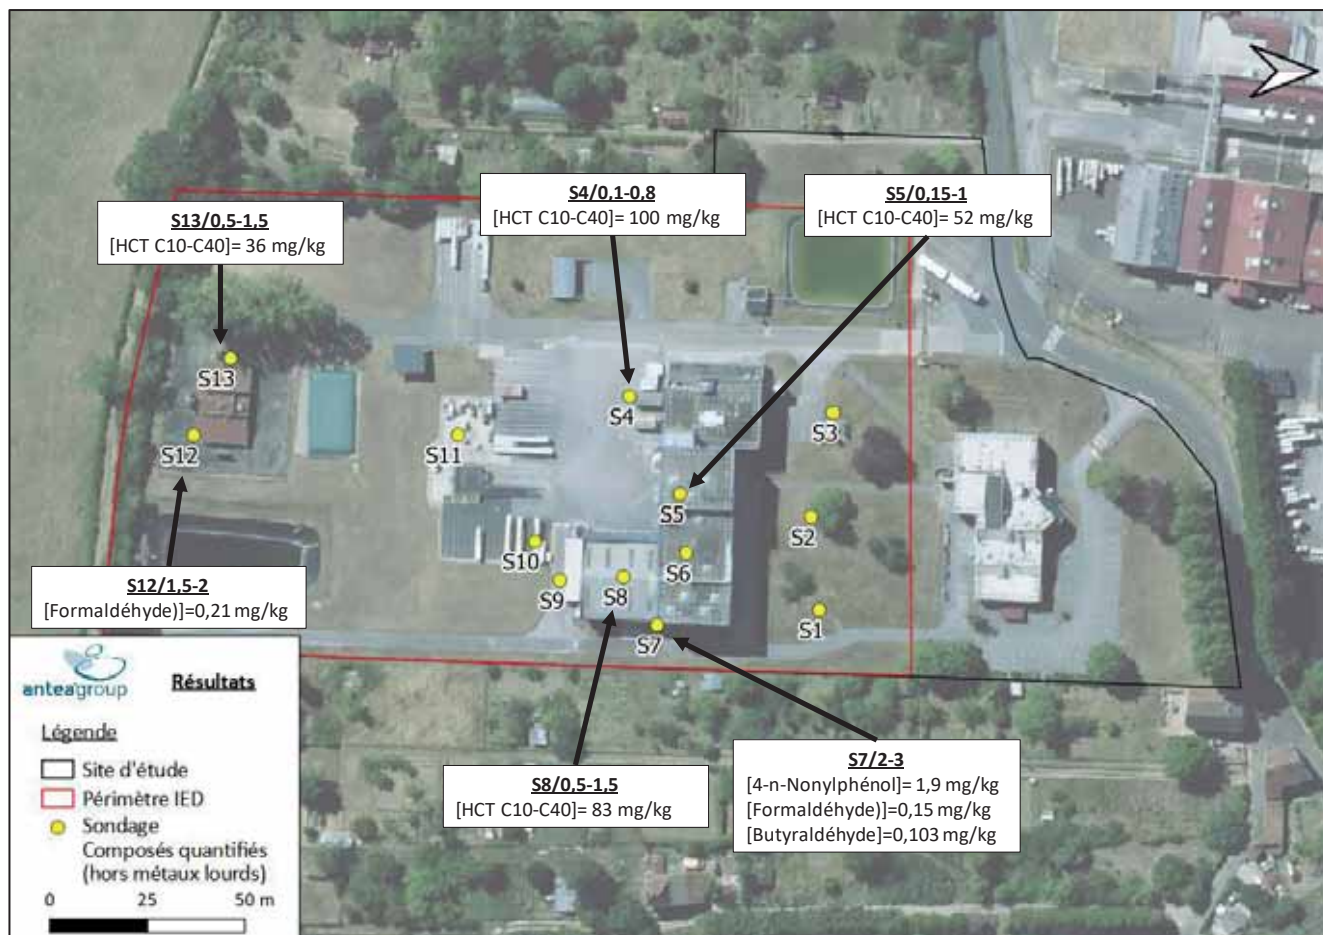 S4/0,1-0,8
[HCT C10-C40]= 100 mg/kg
S5/0,15-1
[HCT C10-C40]= 52 mg/kg
S13/0,5-1,5
[HCT C10-C40]= 36 mg/kg
S13
S12
S11
S4
S3
S5
S2
S10
S6
S9
S8
S7
S1
S12/1,5-2
[Formaldéhyde)]=0,21 mg/kg
S8/0,5-1,5
[HCT C10-C40]= 83 mg/kg
S7/2-3
[4-n-Nonylphénol]= 1,9 mg/kg
[Formaldéhyde)]=0,15 mg/kg
[Butyraldéhyde]=0,103 mg/kg
anteagroup
Résultats
Légende
Site d'étude
Périmètre IED
Sondage
Composés quantifiés
(hors métaux lourds)
0 25 50 m